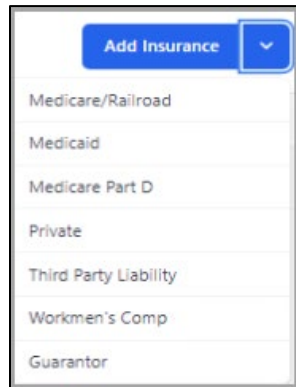 Add Insurance
Medicare/Railroad
Medicaid
Medicare Part D
Private
Third Party Liability
Workmen's Comp
Guarantor